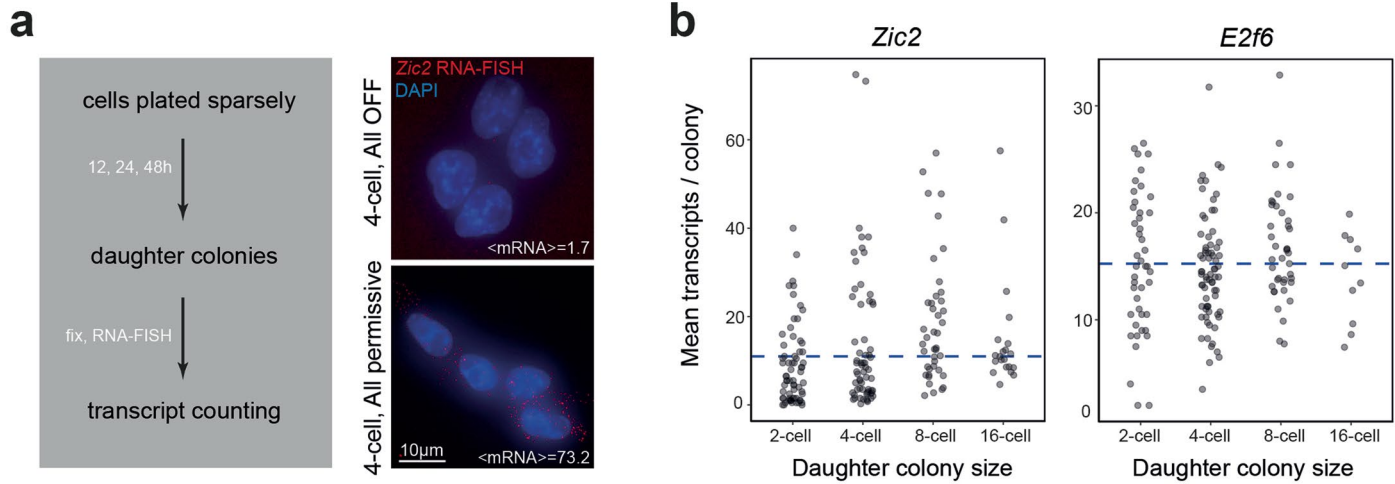 a
cells plated sparsely
12, 24, 48h
daughter colonies
fix, RNA-FISH
transcript counting
4-cell, All OFF
Zic2 RNA-FISH
DAPI
<mRNA>=1.7
4-cell, All permissive
10μm
<mRNA>=73.2
b
Zic2
Mean transcripts / colony
60
40
20
0
2-cell 4-cell 8-cell 16-cell
Daughter colony size
E2f6
30
20
10
0
2-cell 4-cell 8-cell 16-cell
Daughter colony size